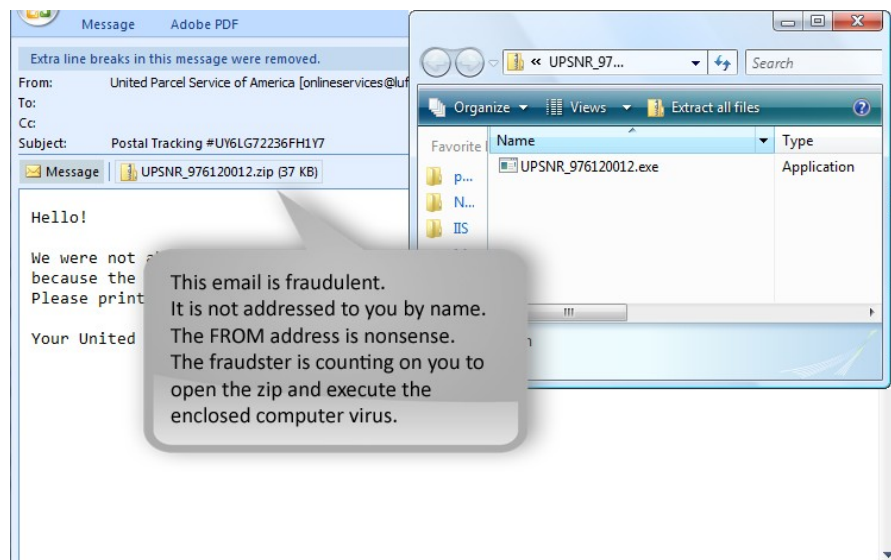 Message Adobe PDF
Extra line breaks in this message were removed.
From: United Parcel Service of America [onlineservices@luf
To:
Cc:
Subject: Postal Tracking #UY6LG72236FH1Y7
Message UPSNR_976120012.zip (37 KB)
Hello!
We were not
because the
Please print
Your United
This email is fraudulent.
It is not addressed to you by name.
The FROM address is nonsense.
The fraudster is counting on you to
open the zip and execute the
enclosed computer virus.
« UPSNR_97... Search
Organize Views Extract all files
Favorite Name Type
p... UPSNR_976120012.exe Application
N...
IIS